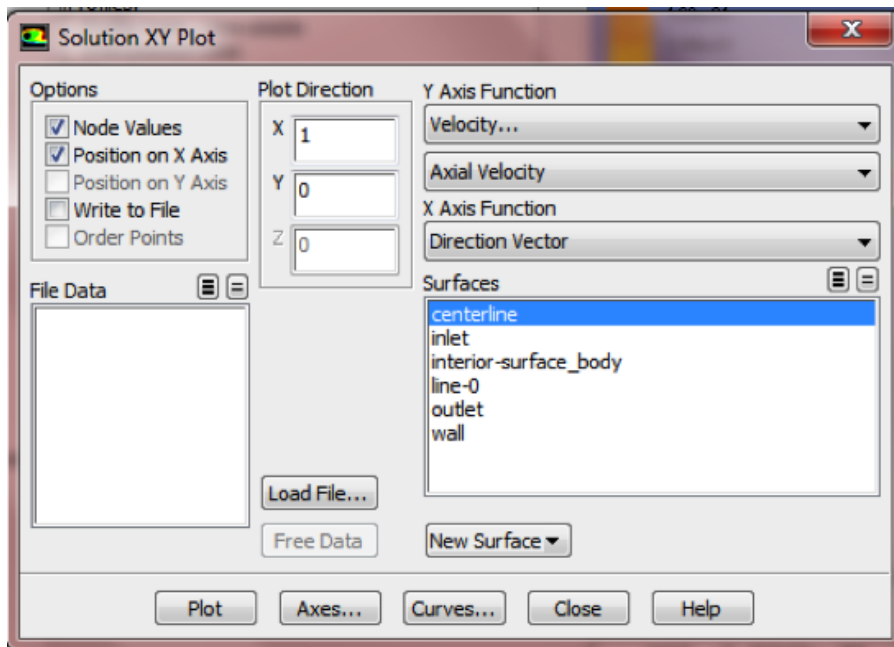 Solution XY Plot
X
Options
Node Values
Position on X Axis
Position on Y Axis
Write to File
Order Points
Plot Direction
X 1
Y 0
Z 0
Y Axis Function
Velocity...
Axial Velocity
X Axis Function
Direction Vector
File Data
Surfaces
centerline
inlet
interior-surface_body
line-0
outlet
wall
Load File...
Free Data
New Surface
Plot
Axes...
Curves...
Close
Help